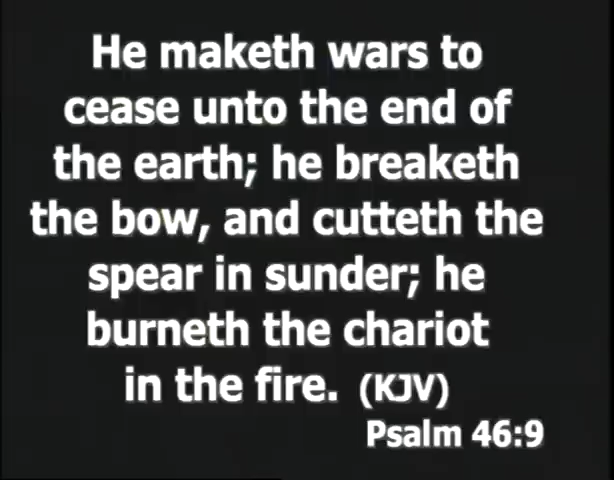 He maketh wars to
cease unto the end of
the earth; he breaketh
the bow, and cutteth the
spear in sunder; he
burneth the chariot
in the fire. (KJV)
Psalm 46:9